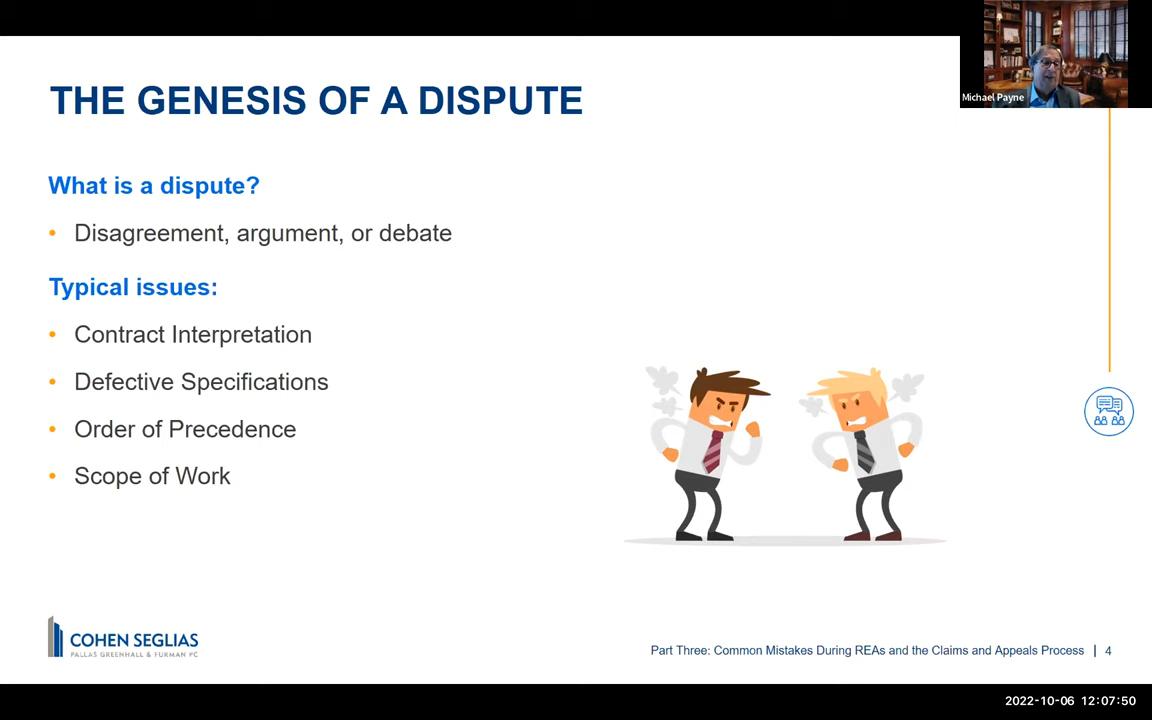 Michael Payne
THE GENESIS OF A DISPUTE
What is a dispute?
• Disagreement, argument, or debate
Typical issues:
• Contract Interpretation
• Defective Specifications
• Order of Precedence
• Scope of Work
COHEN SEGLIAS
PALLAS GREENHALL & FURMAN PC
Part Three: Common Mistakes During REAs and the Claims and Appeals Process | 4
2022-10-06 12:07:50